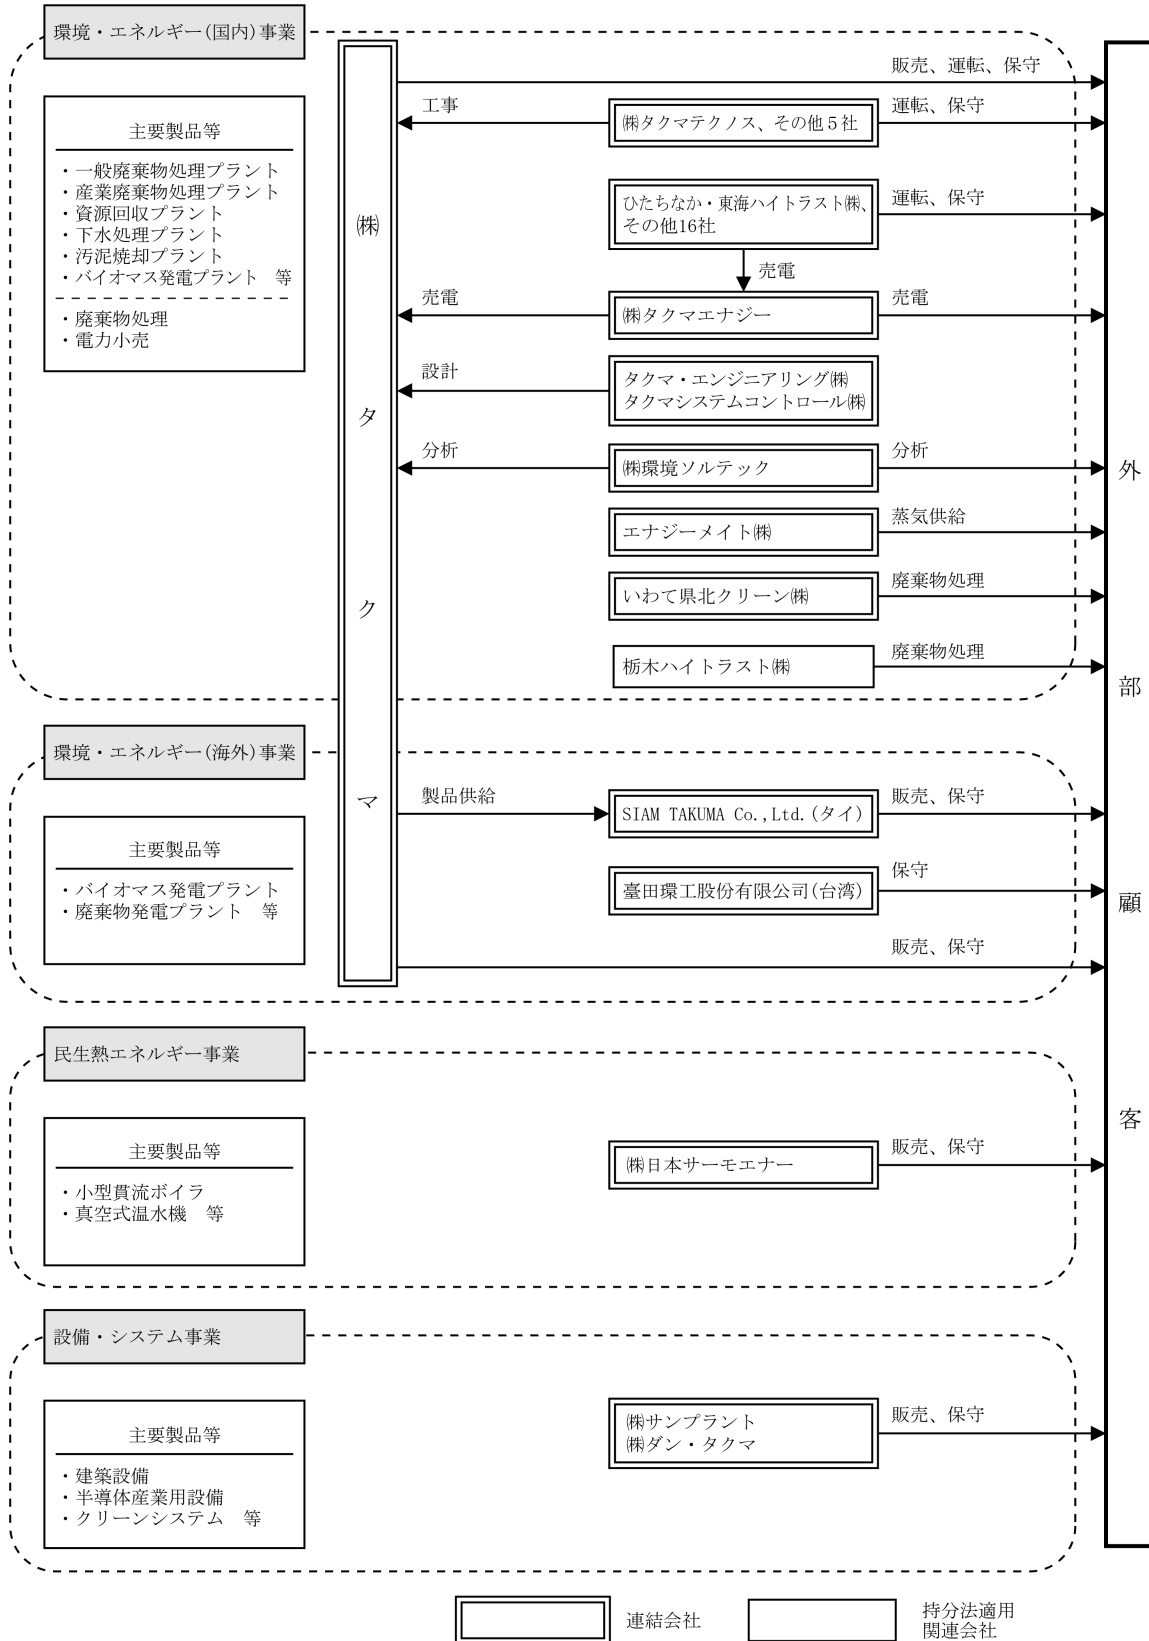 環境・エネルギー(国内)事業
主要製品等
・一般廃棄物処理プラント
・産業廃棄物処理プラント
・資源回収プラント
・下水処理プラント
・汚泥焼却プラント
・バイオマス発電プラント　等
・廃棄物処理
・電力小売
㈱タクマ
販売、運転、保守
工事
㈱タクマテクノス、その他５社
運転、保守
ひたちなか・東海ハイトラスト㈱、
その他16社
運転、保守
売電
売電
㈱タクマエナジー
売電
設計
タクマ・エンジニアリング㈱
タクマシステムコントロール㈱
分析
㈱環境ソルテック
分析
エナジーメイト㈱
蒸気供給
いわて県北クリーン㈱
廃棄物処理
栃木ハイトラスト㈱
廃棄物処理
外部顧客
環境・エネルギー(海外)事業
主要製品等
・バイオマス発電プラント
・廃棄物発電プラント　等
製品供給
SIAM TAKUMA Co.,Ltd.(タイ)
販売、保守
臺田環工股份有限公司(台湾)
保守
販売、保守
民生熱エネルギー事業
主要製品等
・小型貫流ボイラ
・真空式温水機　等
㈱日本サーモエナー
販売、保守
設備・システム事業
主要製品等
・建築設備
・半導体産業用設備
・クリーンシステム　等
㈱サンプラント
㈱ダン・タクマ
販売、保守
連結会社
持分法適用
関連会社